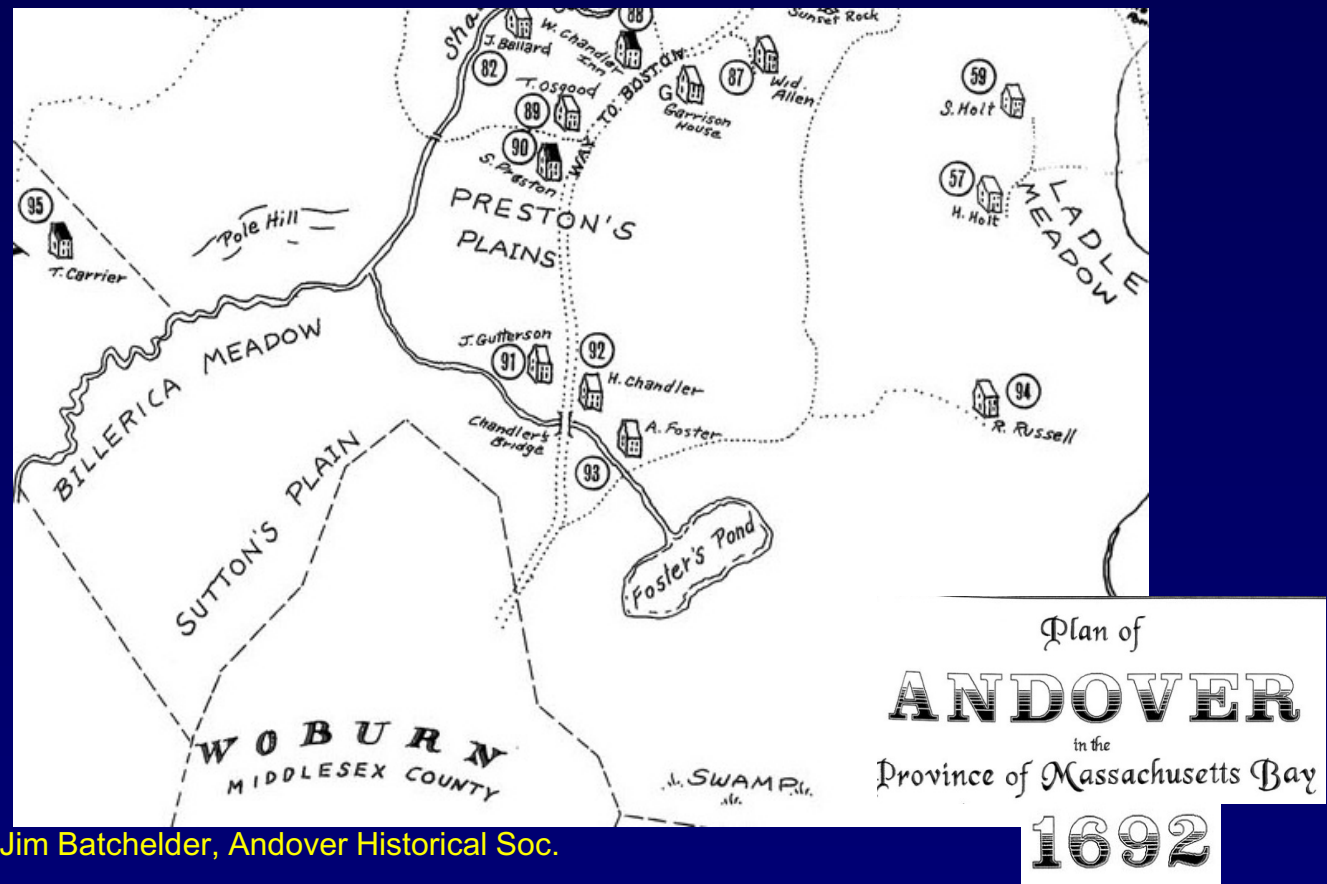 Sha
J. Ballard
82
W. Chandler
Inn
88
Sunset Rock
T. Osgood
89
90
S. Preston
WAY TO BOSTON
G
Garrison
House
87
Wid.
Allen
59
S. Holt
57
H. Holt
LADLE
MEADOW
95
T. Carrier
Pole Hill
PRESTON'S
PLAINS
BILLERICA MEADOW
J. Gutterson
91
92
H. Chandler
Chandler's
Bridge
A. Foster
93
94
R. Russell
SUTTON'S PLAIN
Foster's Pond
WOBURN
MIDDLESEX COUNTY
SWAMP
Plan of
ANDOVER
in the
Province of Massachusetts Bay
1692
Jim Batchelder, Andover Historical Soc.